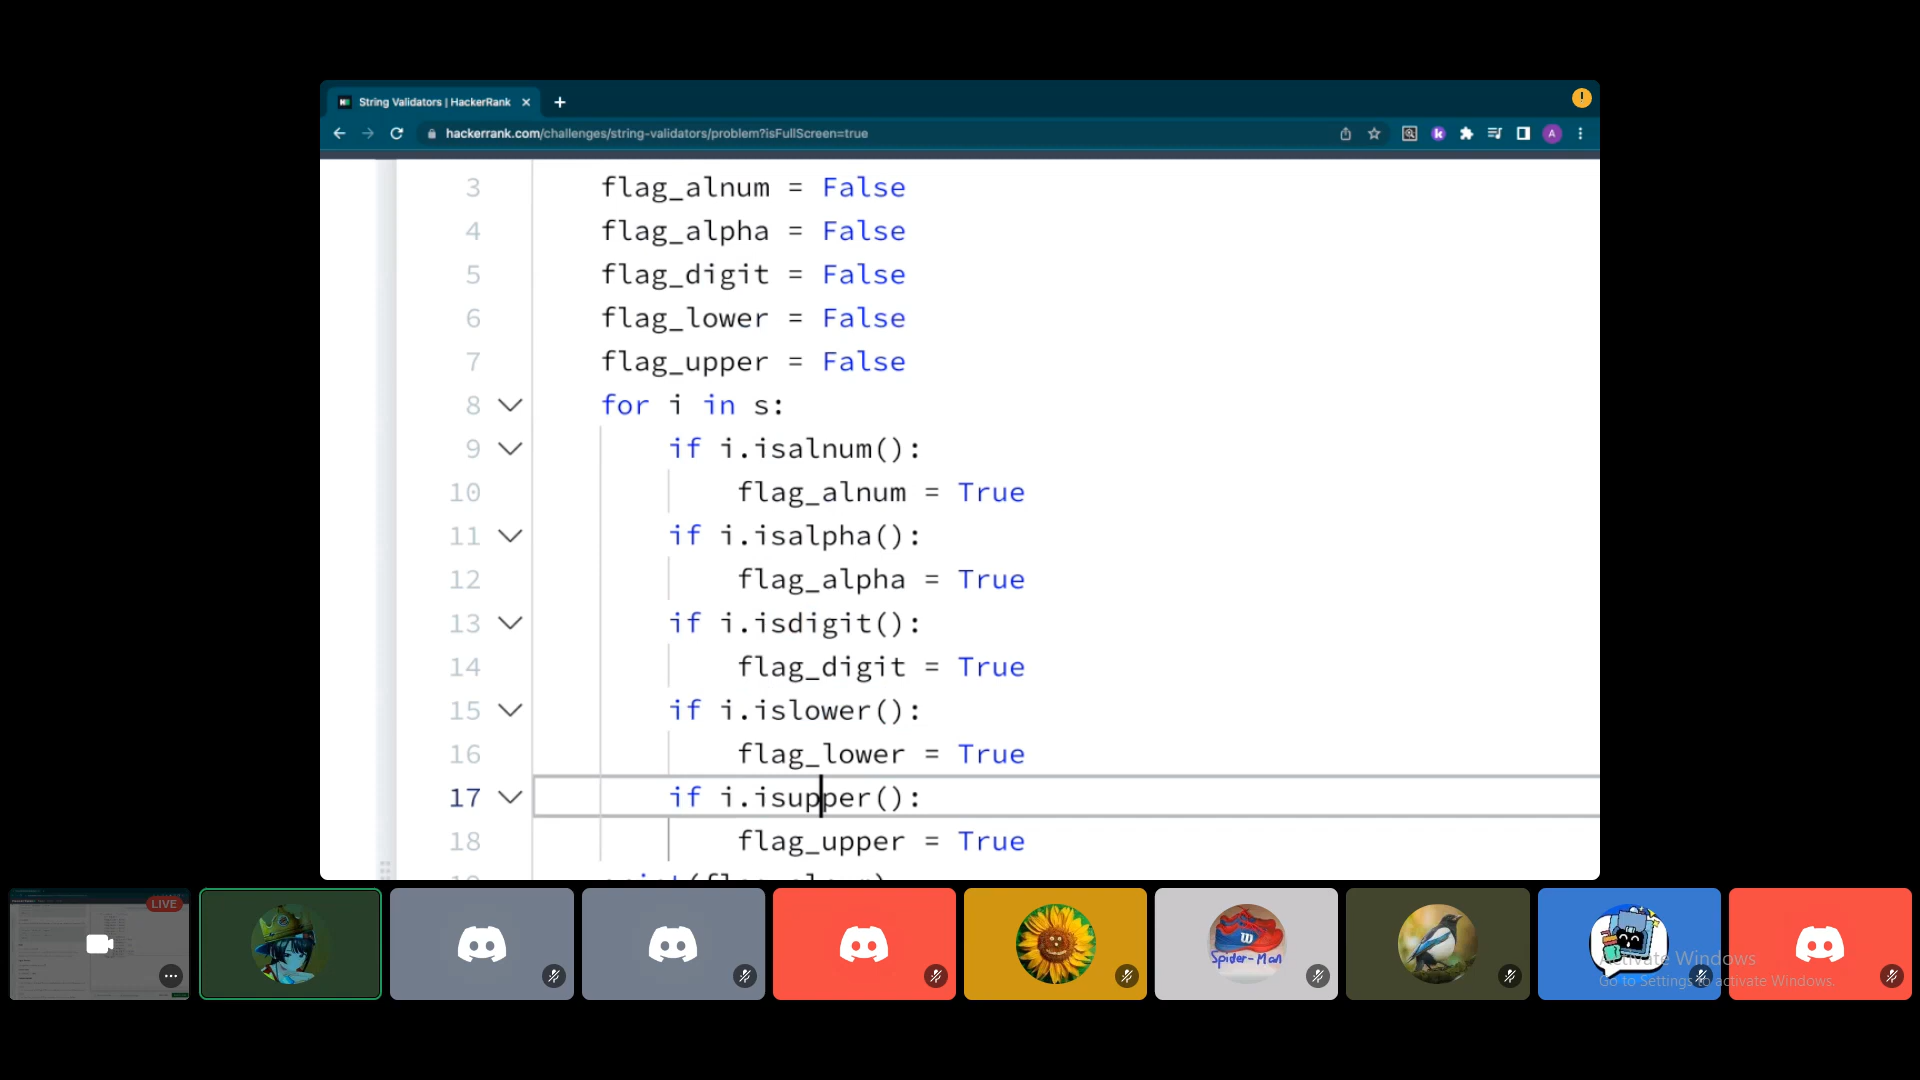 String Validators | HackerRank
hackerrank.com/challenges/string-validators/problem?isFullScreen=true
A
3 flag_alnum = False
4 flag_alpha = False
5 flag_digit = False
6 flag_lower = False
7 flag_upper = False
8 for i in s:
9 if i.isalnum():
10 flag_alnum = True
11 if i.isalpha():
12 flag_alpha = True
13 if i.isdigit():
14 flag_digit = True
15 if i.islower():
16 flag_lower = True
17 if i.isupper():
18 flag_upper = True
LIVE
W
Spider-Man
Activate Windows
Go to Settings to activate Windows.